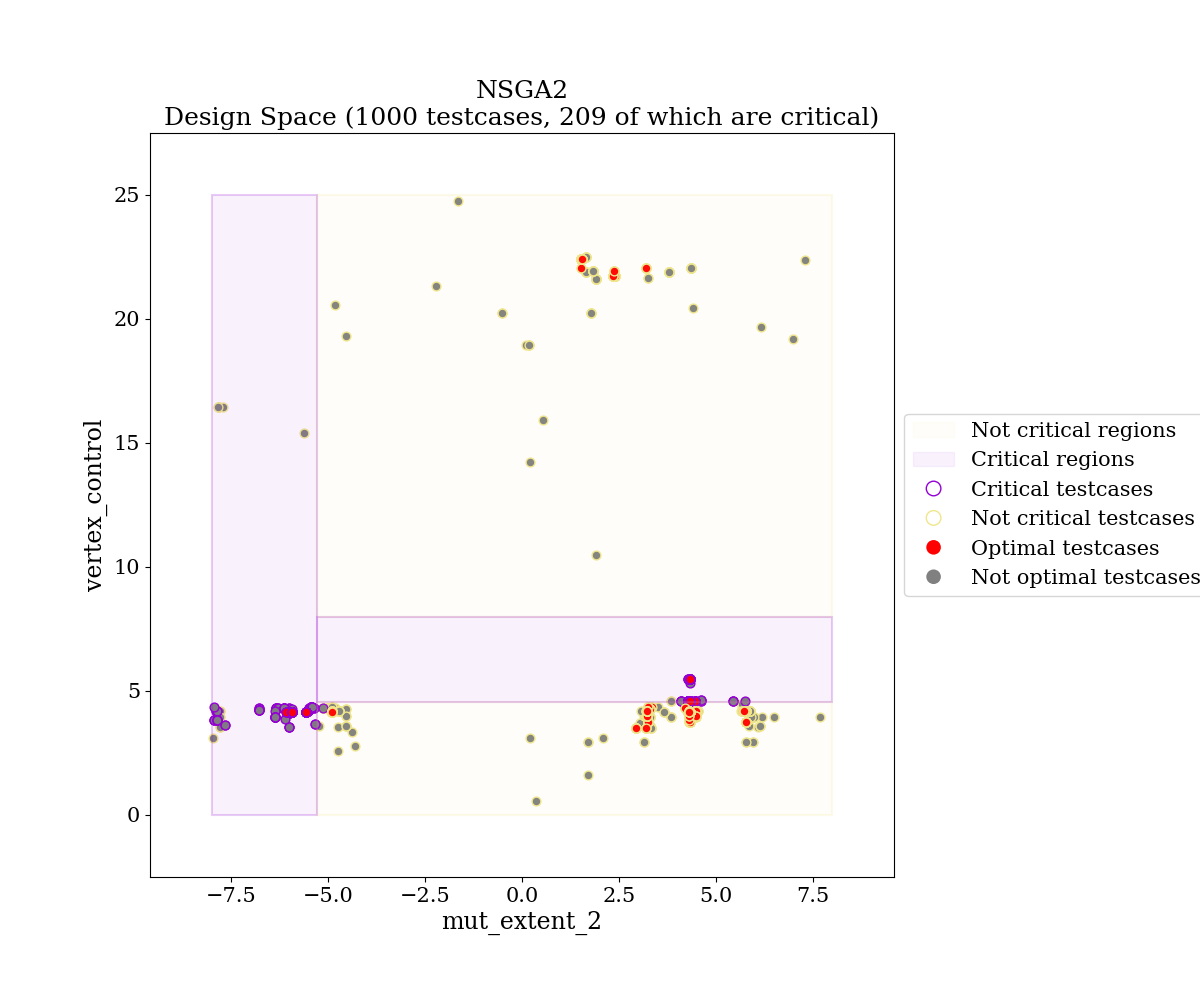 NSGA2
Design Space (1000 testcases, 209 of which are critical)
25
20
15
10
5
0
vertex_control
−7.5
−5.0
−2.5
0.0
2.5
5.0
7.5
mut_extent_2
Not critical regions
Critical regions
Critical testcases
Not critical testcases
Optimal testcases
Not optimal testcases